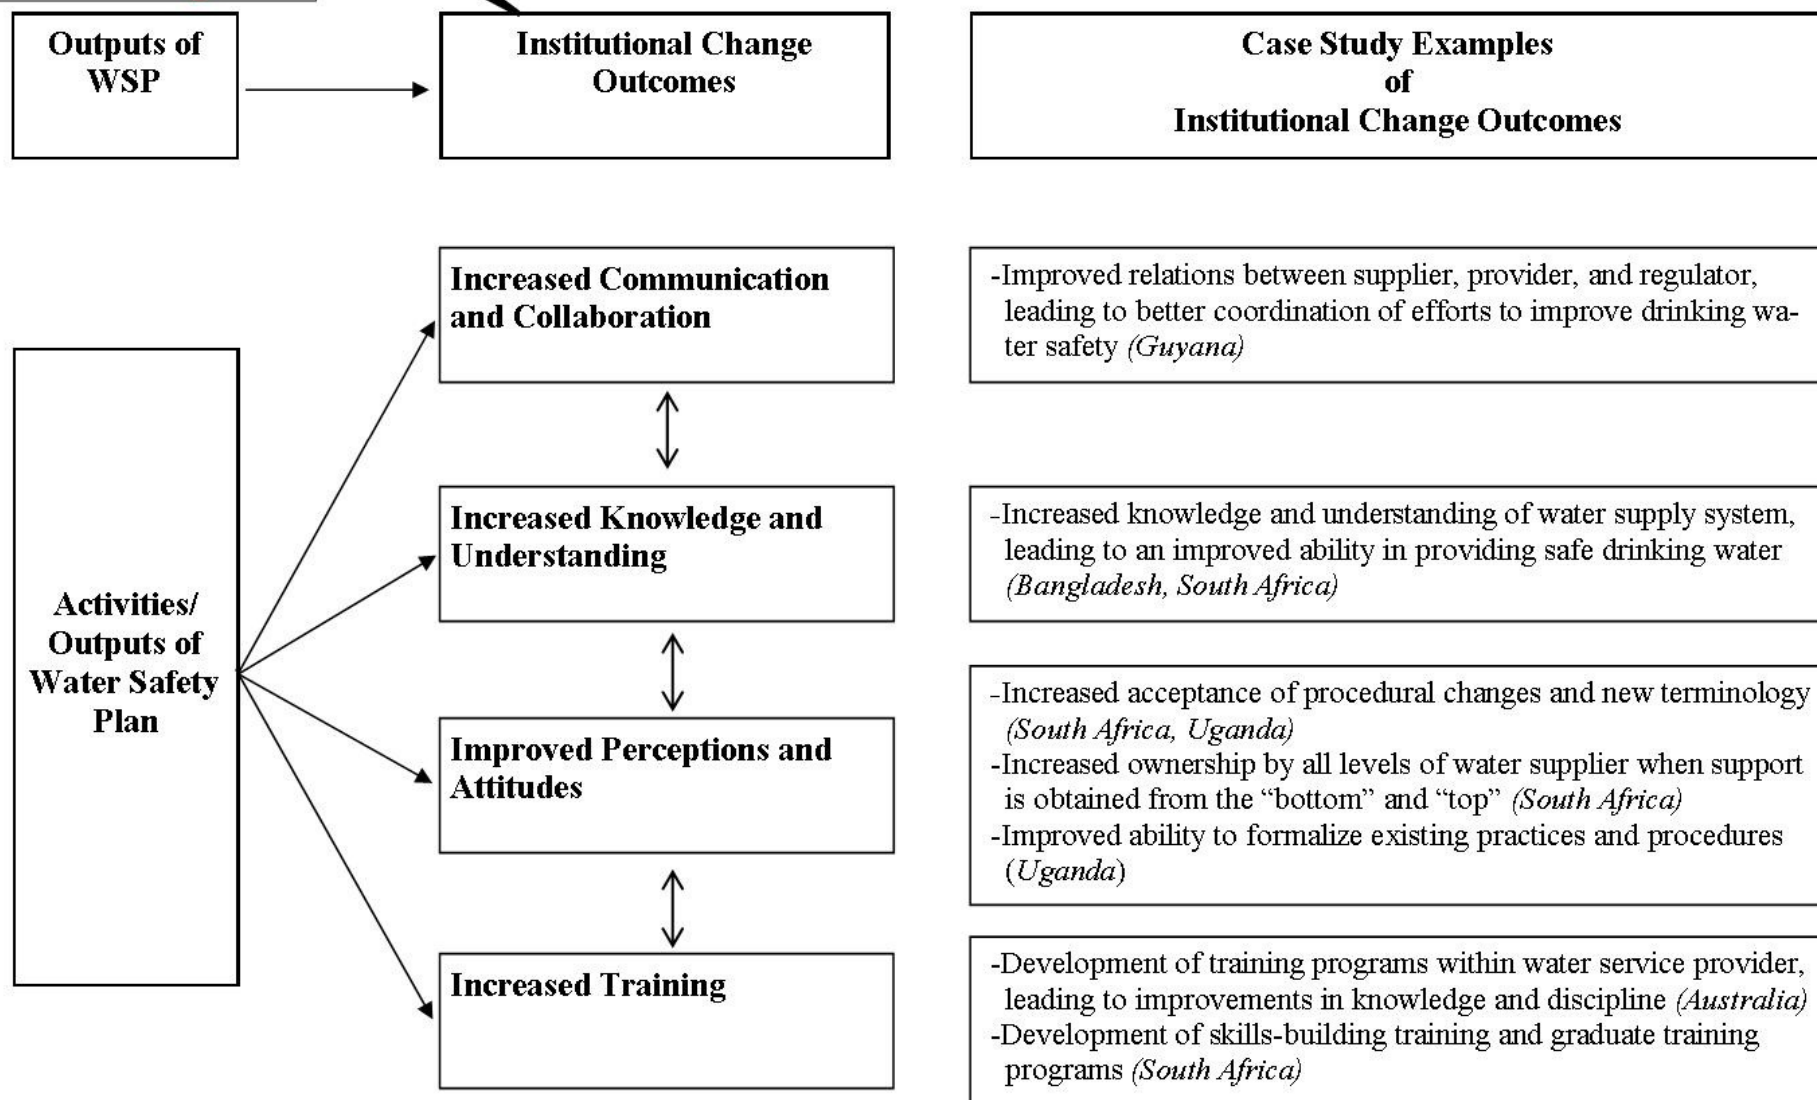 Outputs of
WSP
Institutional Change
Outcomes
Case Study Examples
of
Institutional Change Outcomes
Activities/
Outputs of
Water Safety
Plan
Increased Communication
and Collaboration
-Improved relations between supplier, provider, and regulator,
leading to better coordination of efforts to improve drinking wa-
ter safety (Guyana)
Increased Knowledge and
Understanding
-Increased knowledge and understanding of water supply system,
leading to an improved ability in providing safe drinking water
(Bangladesh, South Africa)
Improved Perceptions and
Attitudes
-Increased acceptance of procedural changes and new terminology
(South Africa, Uganda)
-Increased ownership by all levels of water supplier when support
is obtained from the “bottom” and “top” (South Africa)
-Improved ability to formalize existing practices and procedures
(Uganda)
Increased Training
-Development of training programs within water service provider,
leading to improvements in knowledge and discipline (Australia)
-Development of skills-building training and graduate training
programs (South Africa)